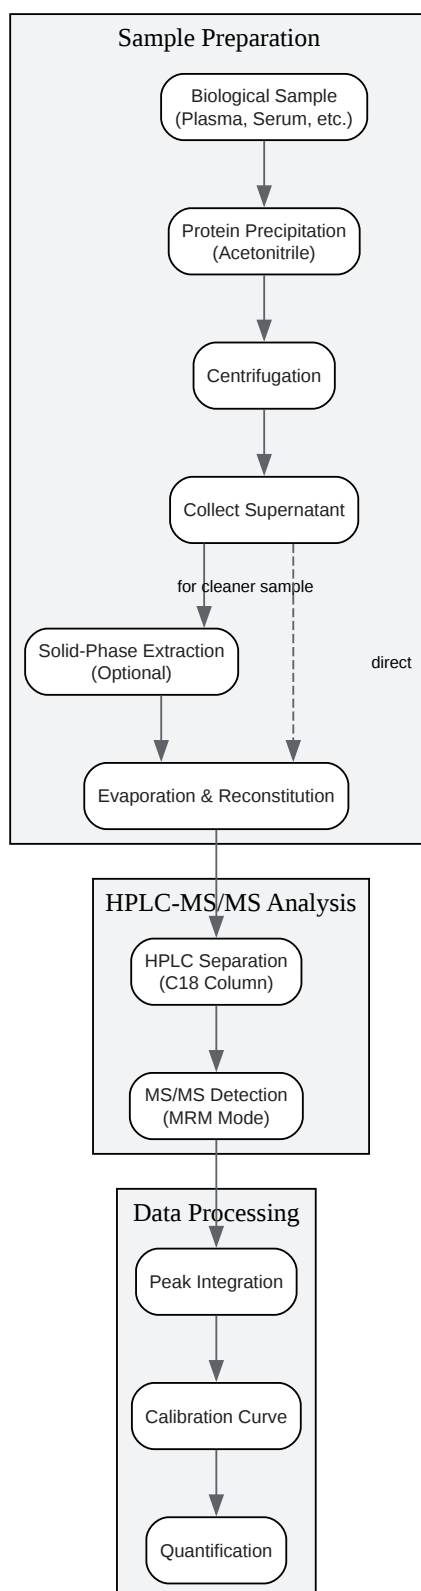 Sample Preparation
Biological Sample
(Plasma, Serum, etc.)
Protein Precipitation
(Acetonitrile)
Centrifugation
Collect Supernatant
for cleaner sample
Solid-Phase Extraction
(Optional)
direct
Evaporation & Reconstitution
HPLC-MS/MS Analysis
HPLC Separation
(C18 Column)
MS/MS Detection
(MRM Mode)
Data Processing
Peak Integration
Calibration Curve
Quantification